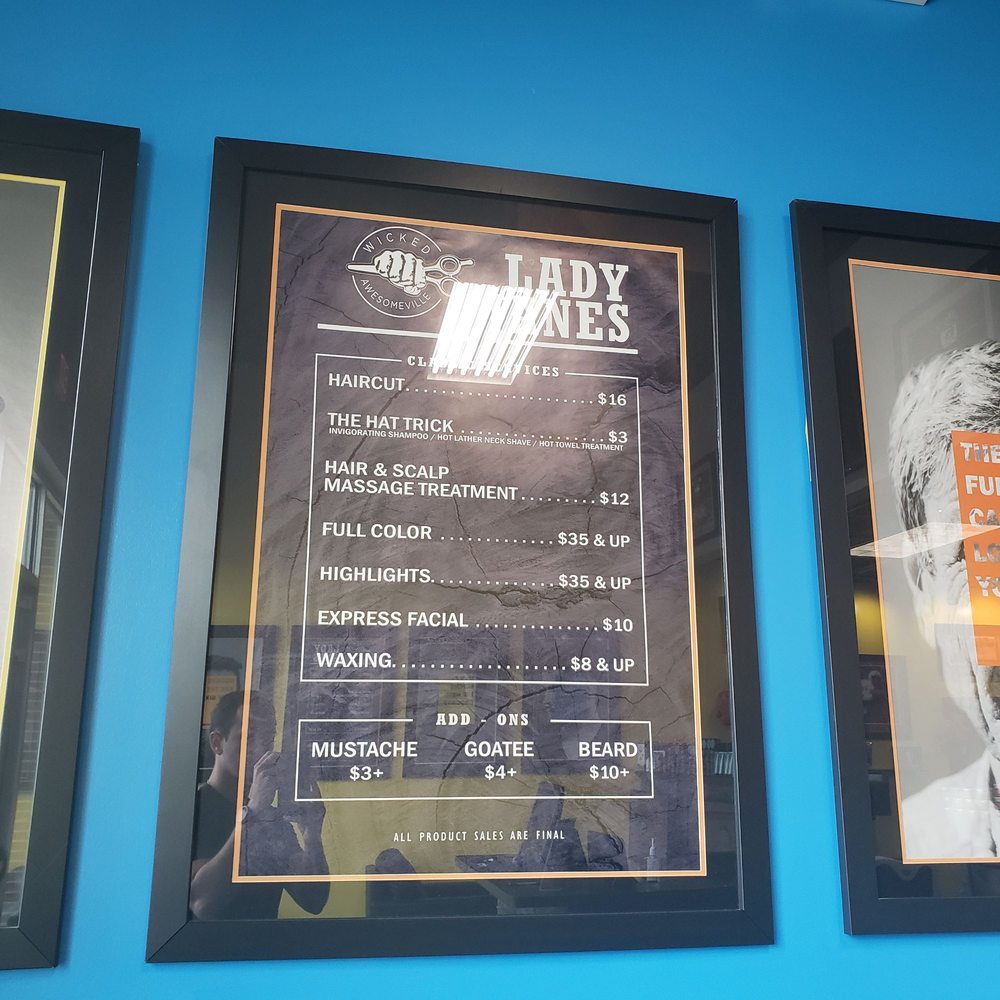 WICKED
AWESOMEVILLE
LADY
HAIRCUT.....................$16
THE HAT TRICK.................$3
INVIGORATING SHAMPOO / HOT LATHER NECK SHAVE / HOT TOWEL TREATMENT
HAIR & SCALP
MASSAGE TREATMENT.........$12
FULL COLOR.............$35 & UP
HIGHLIGHTS..............$35 & UP
EXPRESS FACIAL..............$10
WAXING....................$8 & UP
ADD - ONS
MUSTACHE GOATEE BEARD
$3+ $4+ $10+
ALL PRODUCT SALES ARE FINAL
THE